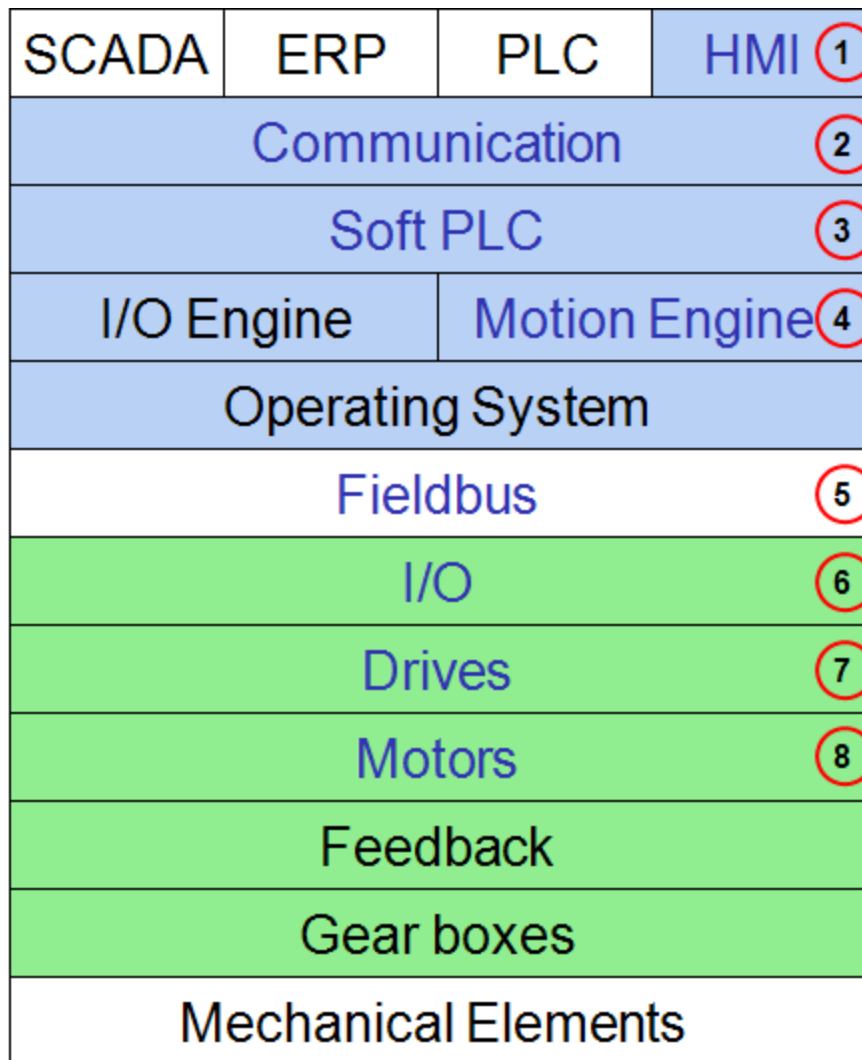 SCADA ERP PLC HMI 1
Communication 2
Soft PLC 3
I/O Engine Motion Engine 4
Operating System
Fieldbus 5
I/O 6
Drives 7
Motors 8
Feedback
Gear boxes
Mechanical Elements